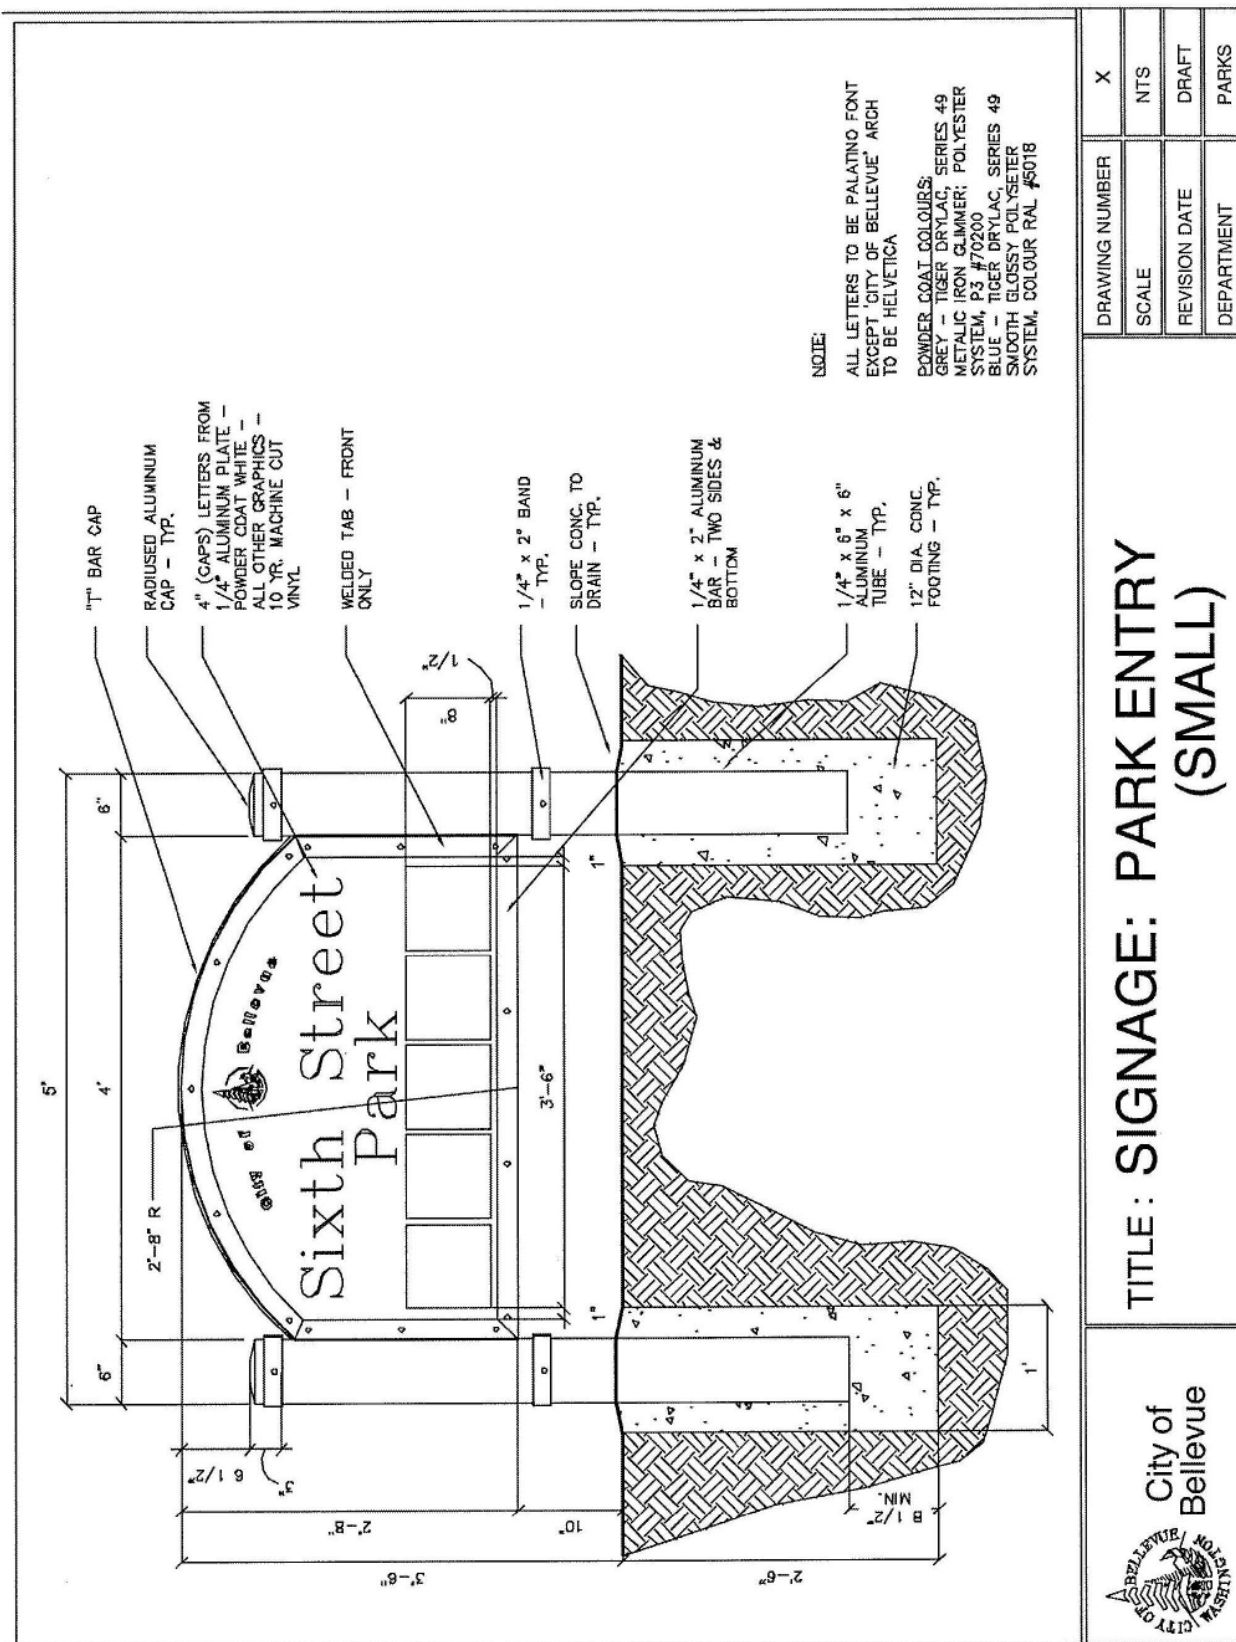 5'
6"
4'
6"
2'-8" R
"T" BAR CAP
RADIUSED ALUMINUM
CAP - TYP.
4" (CAPS) LETTERS FROM
1/4" ALUMINUM PLATE -
POWDER COAT WHITE -
ALL OTHER GRAPHICS -
10 YR. MACHINE CUT
VINYL
WELDED TAB - FRONT
ONLY
1/4" x 2" BAND
- TYP.
SLOPE CONC. TO
DRAIN - TYP.
1/4" x 2" ALUMINUM
BAR - TWO SIDES &
BOTTOM
1/4" x 6" x 6"
ALUMINUM
TUBE - TYP.
12" DIA. CONC.
FOOTING - TYP.
6 1/2"
3"
2'-8"
10"
3'-6"
2'-6"
8 1/2"
MIN.
City of Bellevue
Sixth Street
Park
8"
1/2"
1"
3'-6"
1"
1'
NOTE:
ALL LETTERS TO BE PALATINO FONT
EXCEPT 'CITY OF BELLEVUE' ARCH
TO BE HELVETICA
POWDER COAT COLOURS:
GREY - TIGER DRYLAC, SERIES 49
METALIC IRON GLIMMER; POLYESTER
SYSTEM, P3 #70200
BLUE - TIGER DRYLAC, SERIES 49
SMOOTH GLOSSY POLYSETER
SYSTEM, COLOUR RAL #5018
CITY OF BELLEVUE
WASHINGTON
City of
Bellevue
TITLE : SIGNAGE: PARK ENTRY
(SMALL)
DRAWING NUMBER X
SCALE NTS
REVISION DATE DRAFT
DEPARTMENT PARKS